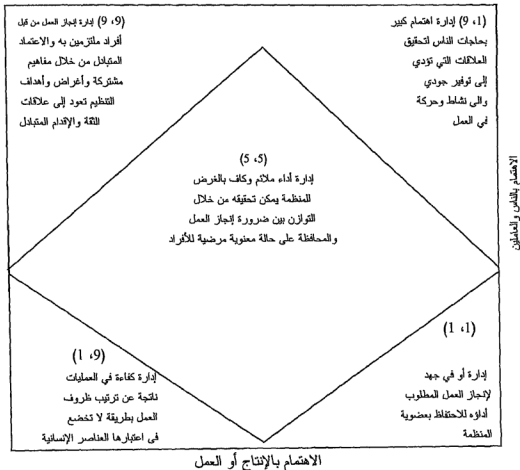 (1، 9) إدارة اهتمام كبير
بحاجات الناس لتحقيق
العلاقات التي تؤدي
إلى توفير جودي
والى نشاط وحركة
في العمل
(9، 9) إدارة إنجاز العمل من قبل
أفراد ملتزمين به والاعتماد
المتبادل من خلال مفاهيم
مشتركة وأغراض وأهداف
التنظيم تعود إلى علاقات
الثقة والإقدام المتبادل
(5، 5)
إدارة أداء ملائم وكاف بالغرض
للمنظمة يمكن تحقيقه من خلال
التوازن بين ضرورة إنجاز العمل
والمحافظة على حالة معنوية مرضية للأفراد
(1، 1)
إدارة أو في جهد
لإنجاز العمل المطلوب
أداؤه للاحتفاظ بعضوية
المنظمة
(9، 1)
إدارة كفاءة في العمليات
ناتجة عن ترتيب ظروف
العمل بطريقة لا تخضع
في اعتبارها العناصر الإنسانية
الاهتمام بالناس والعاملين
الاهتمام بالإنتاج أو العمل